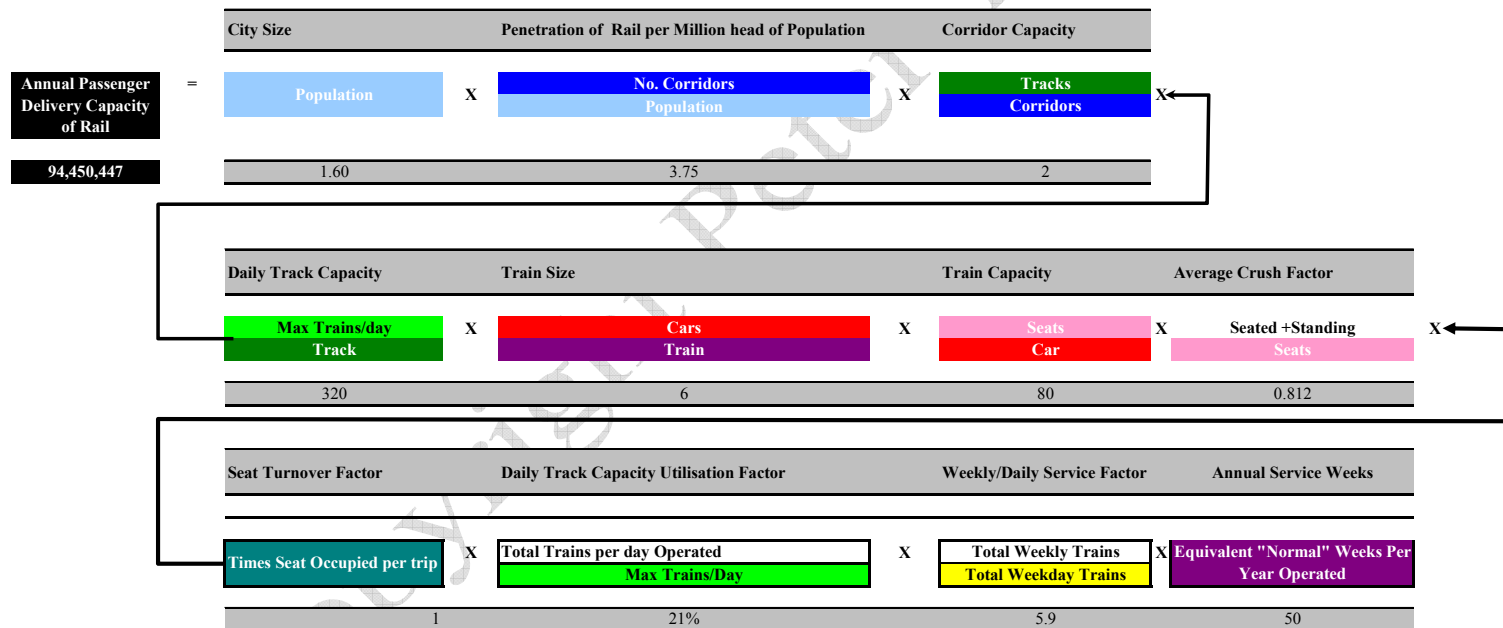 City Size Penetration of Rail per Million head of Population Corridor Capacity
Annual Passenger
Delivery Capacity
of Rail
= Population X No. Corridors
Population X Tracks
Corridors X
94,450,447 1.60 3.75 2
Daily Track Capacity Train Size Train Capacity Average Crush Factor
Max Trains/day
Track X Cars
Train X Seats
Car X Seated +Standing
Seats X
320 6 80 0.812
Seat Turnover Factor Daily Track Capacity Utilisation Factor Weekly/Daily Service Factor Annual Service Weeks
Times Seat Occupied per trip X Total Trains per day Operated
Max Trains/Day X Total Weekly Trains
Total Weekday Trains X Equivalent "Normal" Weeks Per
Year Operated
1 21% 5.9 50